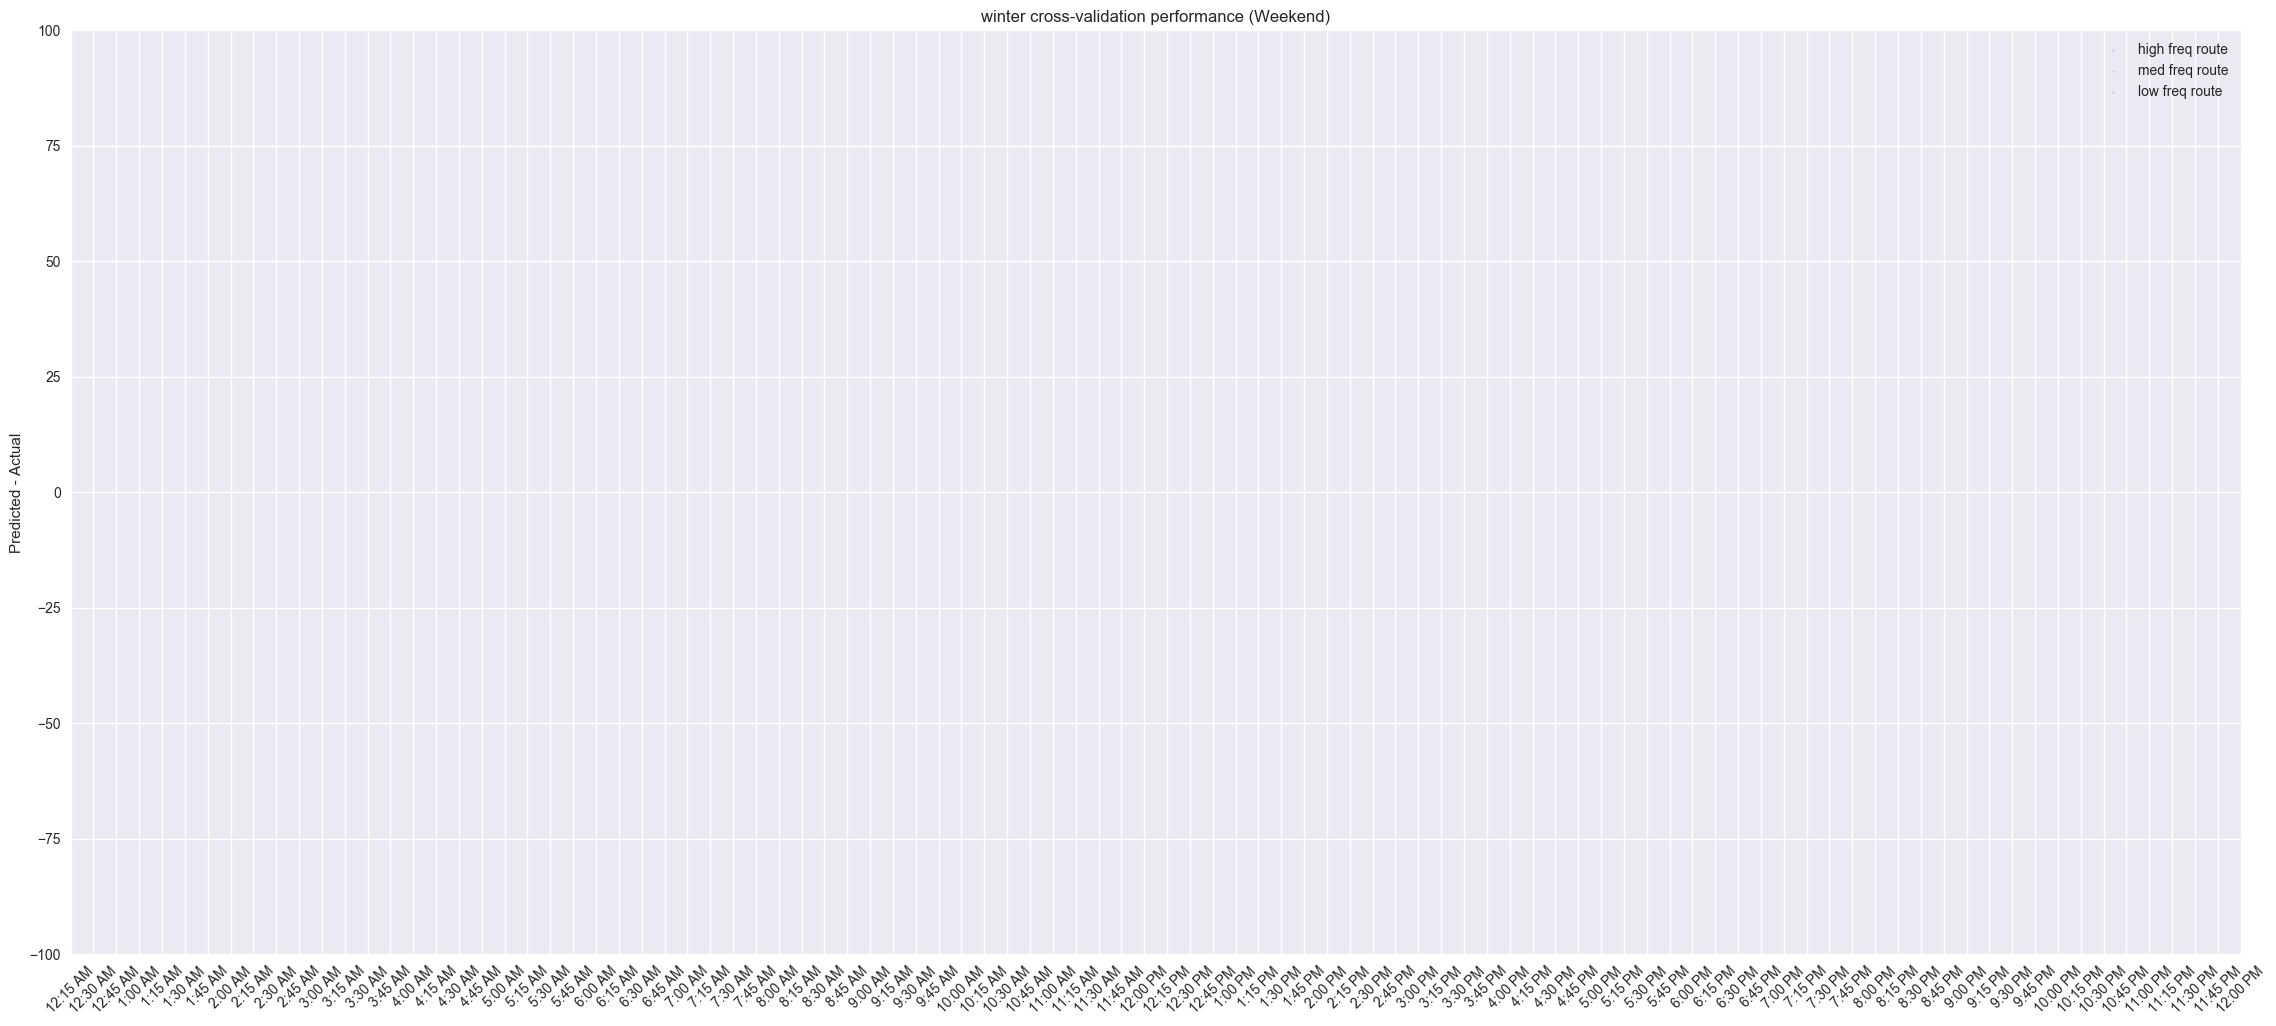 winter cross-validation performance (Weekend)
high freq route
med freq route
low freq route
100
75
50
25
0
−25
−50
−75
−100
Predicted - Actual
12:15 AM
12:30 AM
12:45 AM
1:00 AM
1:15 AM
1:30 AM
1:45 AM
2:00 AM
2:15 AM
2:30 AM
2:45 AM
3:00 AM
3:15 AM
3:30 AM
3:45 AM
4:00 AM
4:15 AM
4:30 AM
4:45 AM
5:00 AM
5:15 AM
5:30 AM
5:45 AM
6:00 AM
6:15 AM
6:30 AM
6:45 AM
7:00 AM
7:15 AM
7:30 AM
7:45 AM
8:00 AM
8:15 AM
8:30 AM
8:45 AM
9:00 AM
9:15 AM
9:30 AM
9:45 AM
10:00 AM
10:15 AM
10:30 AM
10:45 AM
11:00 AM
11:15 AM
11:30 AM
11:45 AM
12:00 PM
12:15 PM
12:30 PM
12:45 PM
1:00 PM
1:15 PM
1:30 PM
1:45 PM
2:00 PM
2:15 PM
2:30 PM
2:45 PM
3:00 PM
3:15 PM
3:30 PM
3:45 PM
4:00 PM
4:15 PM
4:30 PM
4:45 PM
5:00 PM
5:15 PM
5:30 PM
5:45 PM
6:00 PM
6:15 PM
6:30 PM
6:45 PM
7:00 PM
7:15 PM
7:30 PM
7:45 PM
8:00 PM
8:15 PM
8:30 PM
8:45 PM
9:00 PM
9:15 PM
9:30 PM
9:45 PM
10:00 PM
10:15 PM
10:30 PM
10:45 PM
11:00 PM
11:15 PM
11:30 PM
11:45 PM
12:00 PM